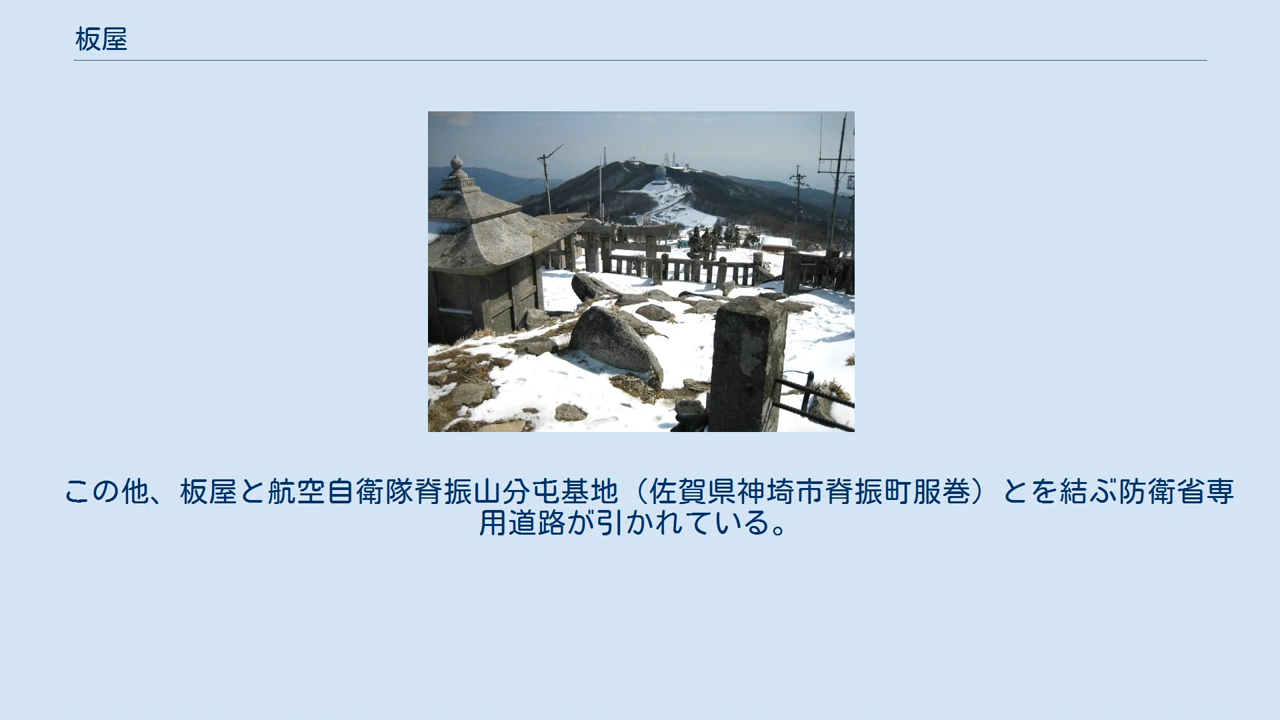 板屋
この他、板屋と航空自衛隊脊振山分屯基地（佐賀県神埼市脊振町服巻）とを結ぶ防衛省専
用道路が引かれている。